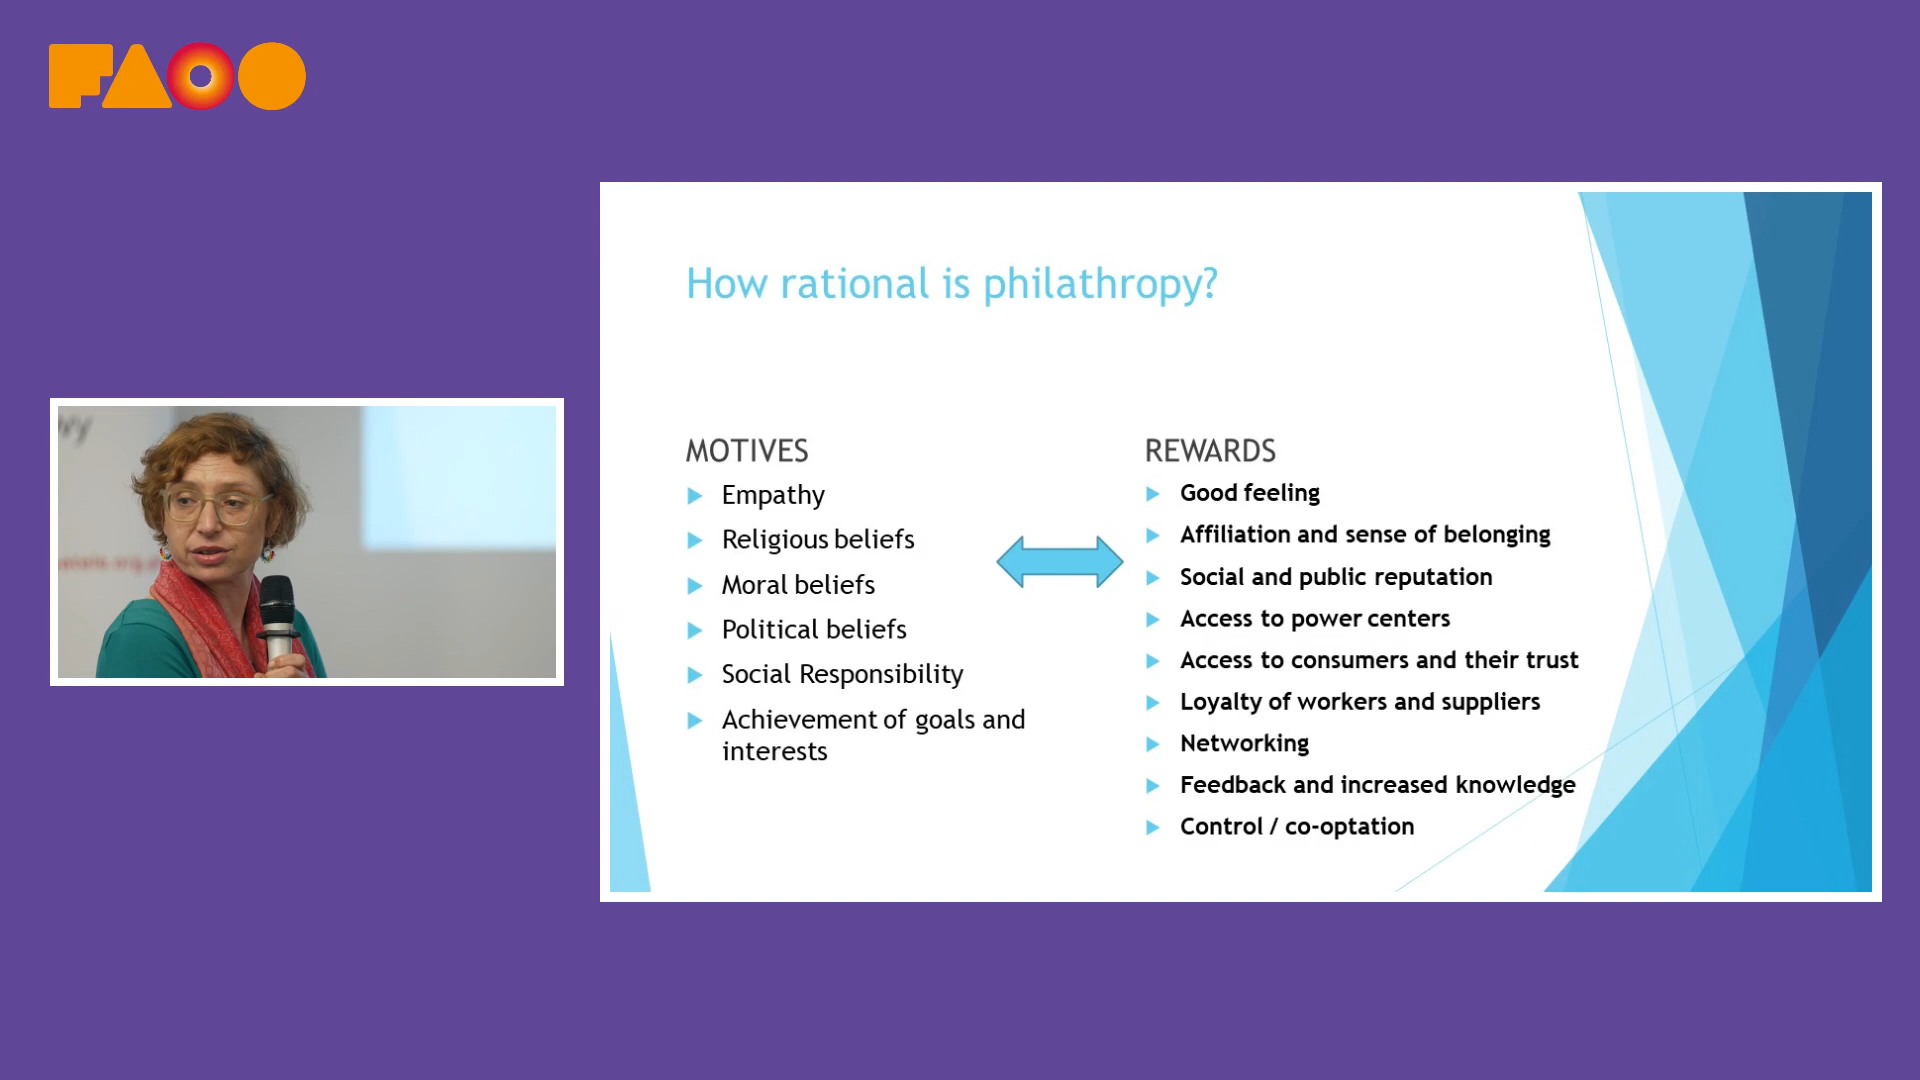 FAOO
How rational is philathropy?
MOTIVES
Empathy
Religious beliefs
Moral beliefs
Political beliefs
Social Responsibility
Achievement of goals and
interests
REWARDS
Good feeling
Affiliation and sense of belonging
Social and public reputation
Access to power centers
Access to consumers and their trust
Loyalty of workers and suppliers
Networking
Feedback and increased knowledge
Control / co-optation